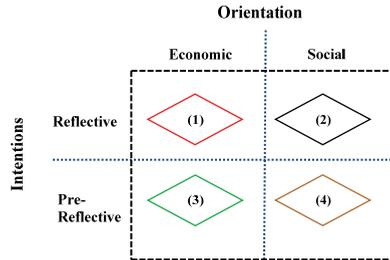 Orientation
Economic Social
Reflective (1) (2)
Intentions
Pre-
Reflective (3) (4)